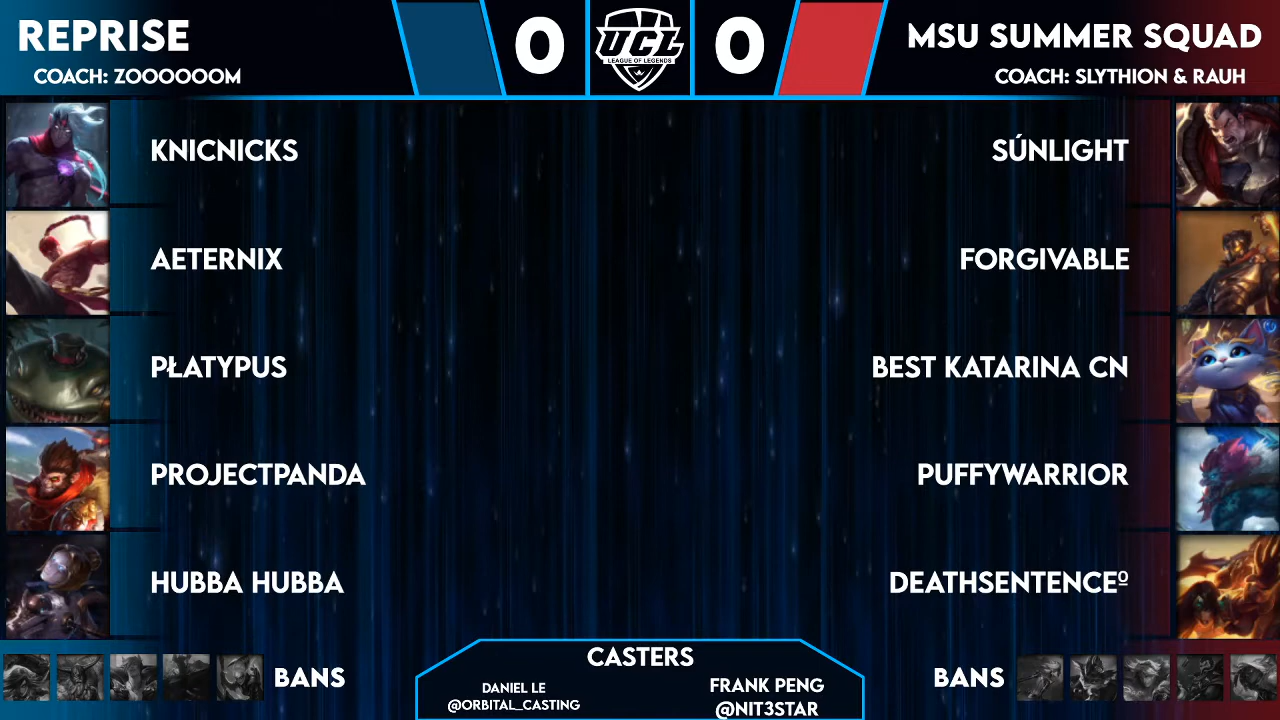 REPRISE
COACH: ZOOOOOOM
0
UCL
LEAGUE OF LEGENDS
0
MSU SUMMER SQUAD
COACH: SLYTHION & RAUH
KNICNICKS
SÚNLIGHT
AETERNIX
FORGIVABLE
PŁATYPUS
BEST KATARINA CN
PROJECTPANDA
PUFFYWARRIOR
HUBBA HUBBA
DEATHSENTENCEº
BANS
CASTERS
BANS
DANIEL LE
@ORBITAL_CASTING
FRANK PENG
@NIT3STAR